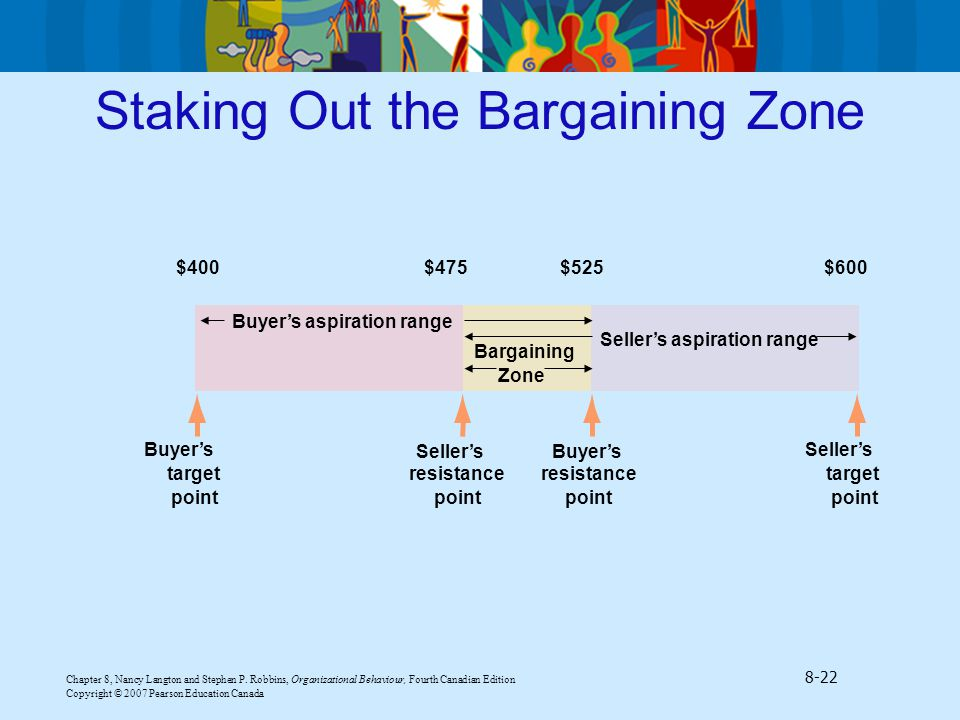 Staking Out the Bargaining Zone
$400 $475 $525 $600
Buyer’s aspiration range
Seller’s aspiration range
Bargaining
Zone
Buyer’s
target
point
Seller’s
resistance
point
Buyer’s
resistance
point
Seller’s
target
point
Chapter 8, Nancy Langton and Stephen P. Robbins, Organizational Behaviour, Fourth Canadian Edition
Copyright © 2007 Pearson Education Canada
8-22